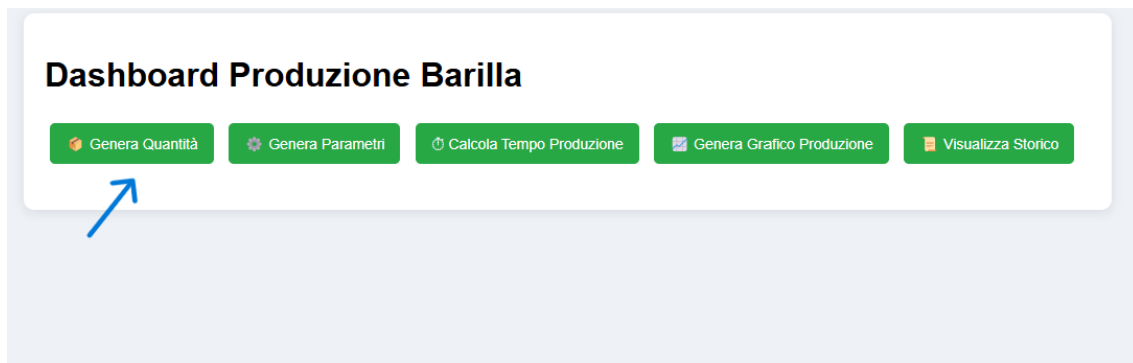 Dashboard Produzione Barilla
Genera Quantità Genera Parametri Calcola Tempo Produzione Genera Grafico Produzione Visualizza Storico